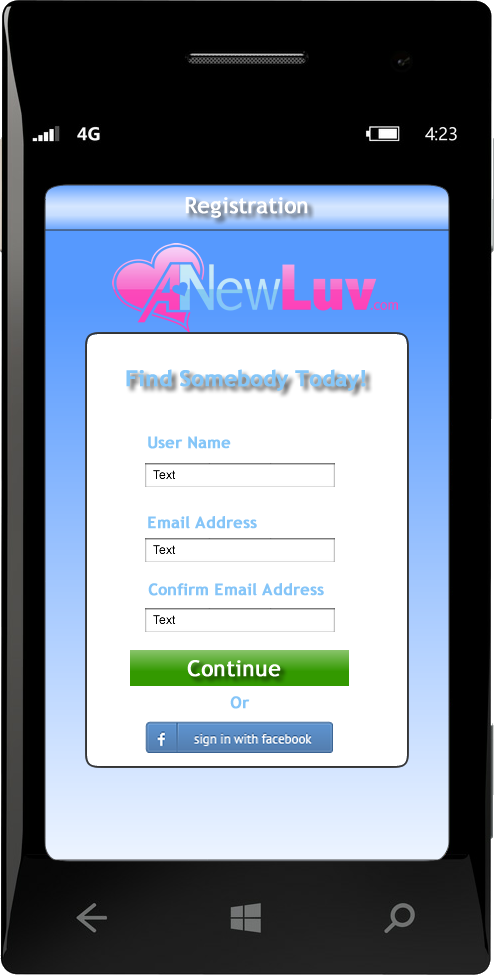 4G
4:23
Registration
ANewLuv.com
Find Somebody Today!
User Name
Text
Email Address
Text
Confirm Email Address
Text
Continue
Or
f sign in with facebook